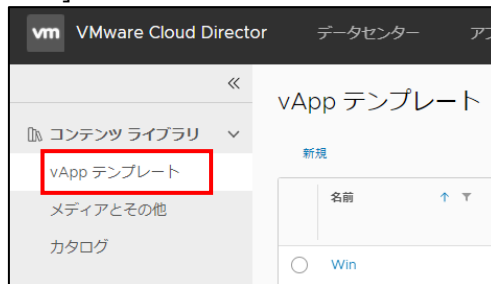 vm VMware Cloud Director データセンター
vApp テンプレート
コンテンツ ライブラリ
新規
vApp テンプレート
名前
メディアとその他
カタログ
Win